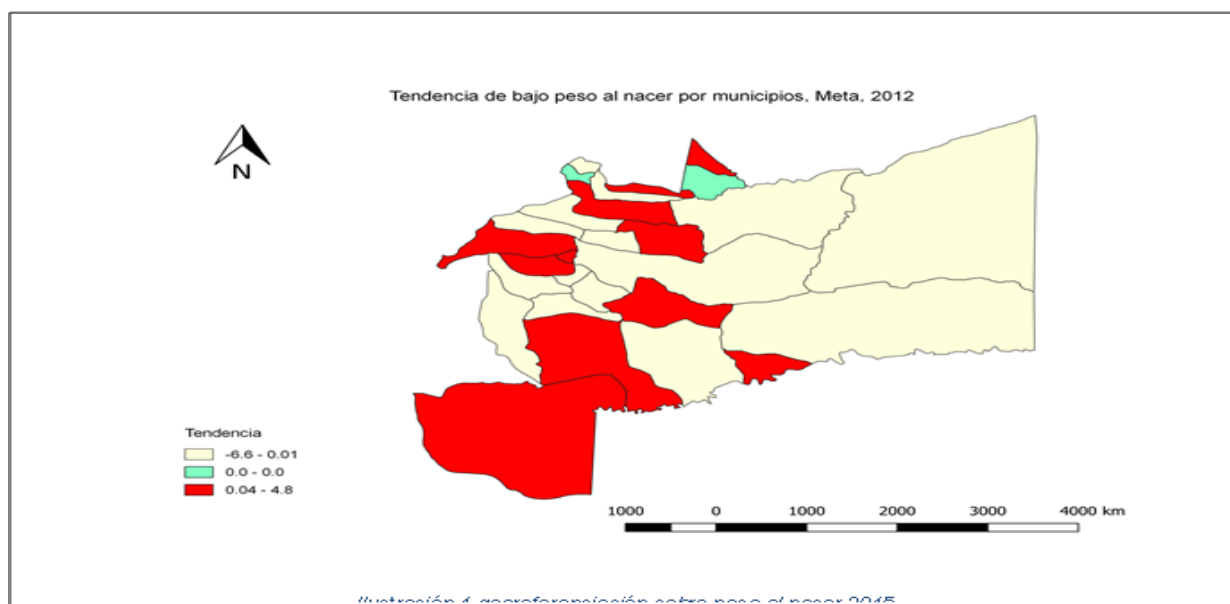 Tendencia de bajo peso al nacer por municipios, Meta, 2012
N
Tendencia
-6.6 - 0.01
0.0 - 0.0
0.04 - 4.8
1000 0 1000 2000 3000 4000 km